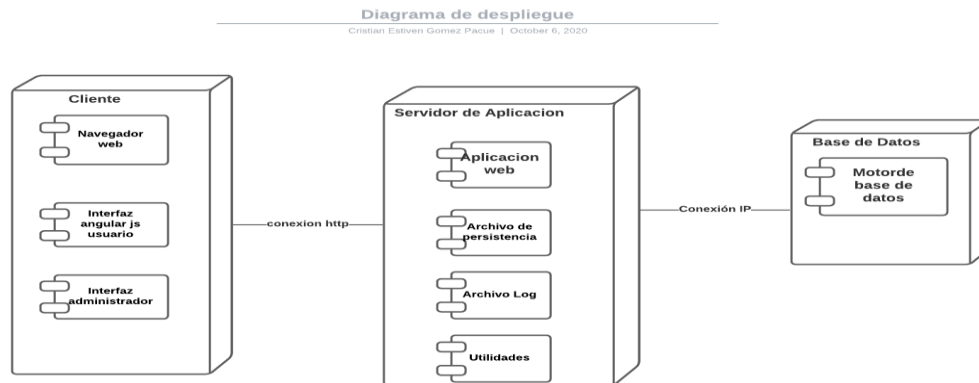 Diagrama de despliegue
Cristian Estiven Gomez Pacue | October 6, 2020
Cliente
Navegador
web
Interfaz
angular js
usuario
Interfaz
administrador
conexion http
Servidor de Aplicacion
Aplicacion
web
Archivo de
persistencia
Archivo Log
Utilidades
Conexión IP
Base de Datos
Motorde
base de
datos